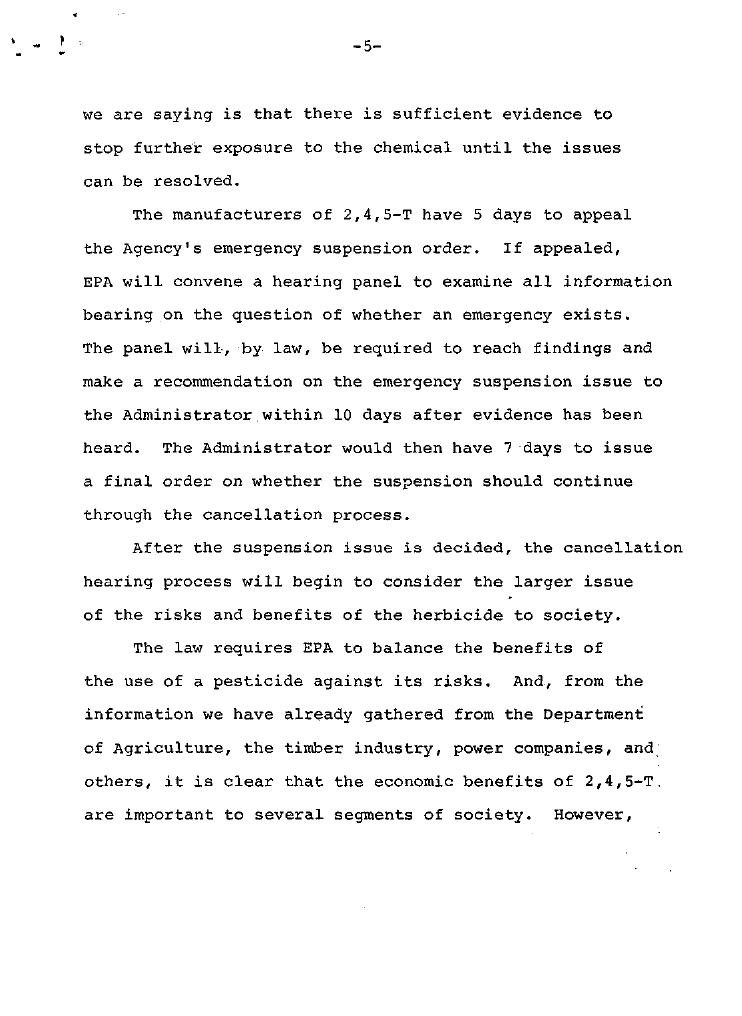 -5-
we are saying is that there is sufficient evidence to
stop further exposure to the chemical until the issues
can be resolved.
The manufacturers of 2,4,5-T have 5 days to appeal
the Agency's emergency suspension order. If appealed,
EPA will convene a hearing panel to examine all information
bearing on the question of whether an emergency exists.
The panel will, by law, be required to reach findings and
make a recommendation on the emergency suspension issue to
the Administrator within 10 days after evidence has been
heard. The Administrator would then have 7 days to issue
a final order on whether the suspension should continue
through the cancellation process.
After the suspension issue is decided, the cancellation
hearing process will begin to consider the larger issue
of the risks and benefits of the herbicide to society.
The law requires EPA to balance the benefits of
the use of a pesticide against its risks. And, from the
information we have already gathered from the Department
of Agriculture, the timber industry, power companies, and
others, it is clear that the economic benefits of 2,4,5-T
are important to several segments of society. However,